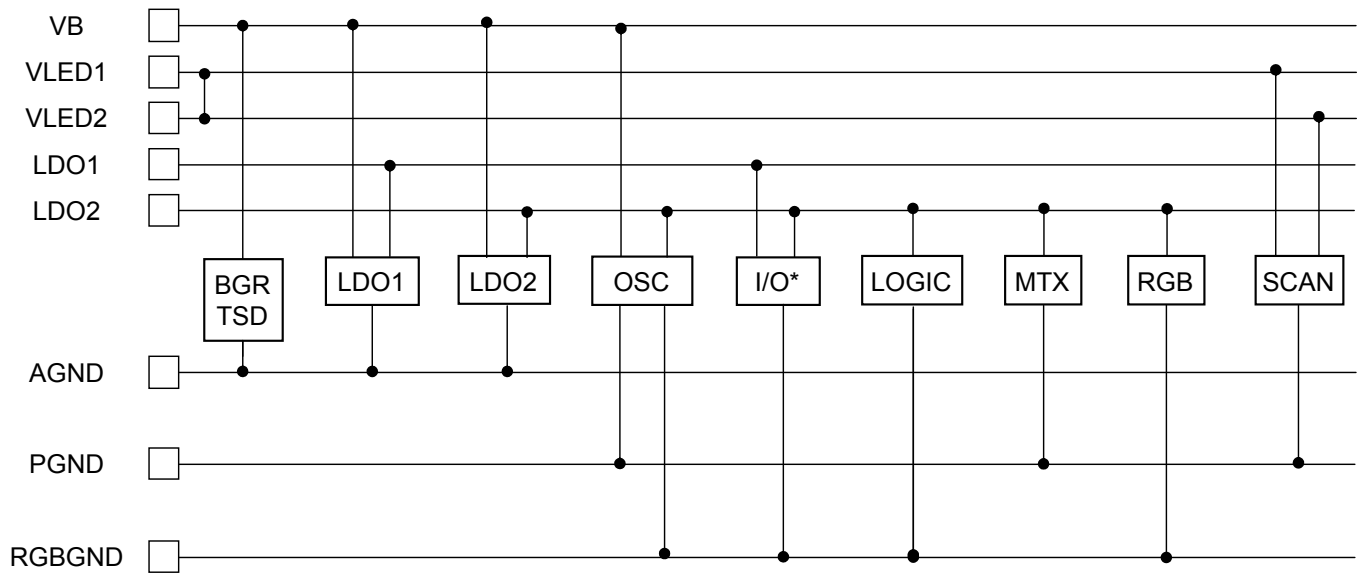 VB
VLED1
VLED2
LDO1
LDO2
BGR
TSD
LDO1
LDO2
OSC
I/O*
LOGIC
MTX
RGB
SCAN
AGND
PGND
RGBGND